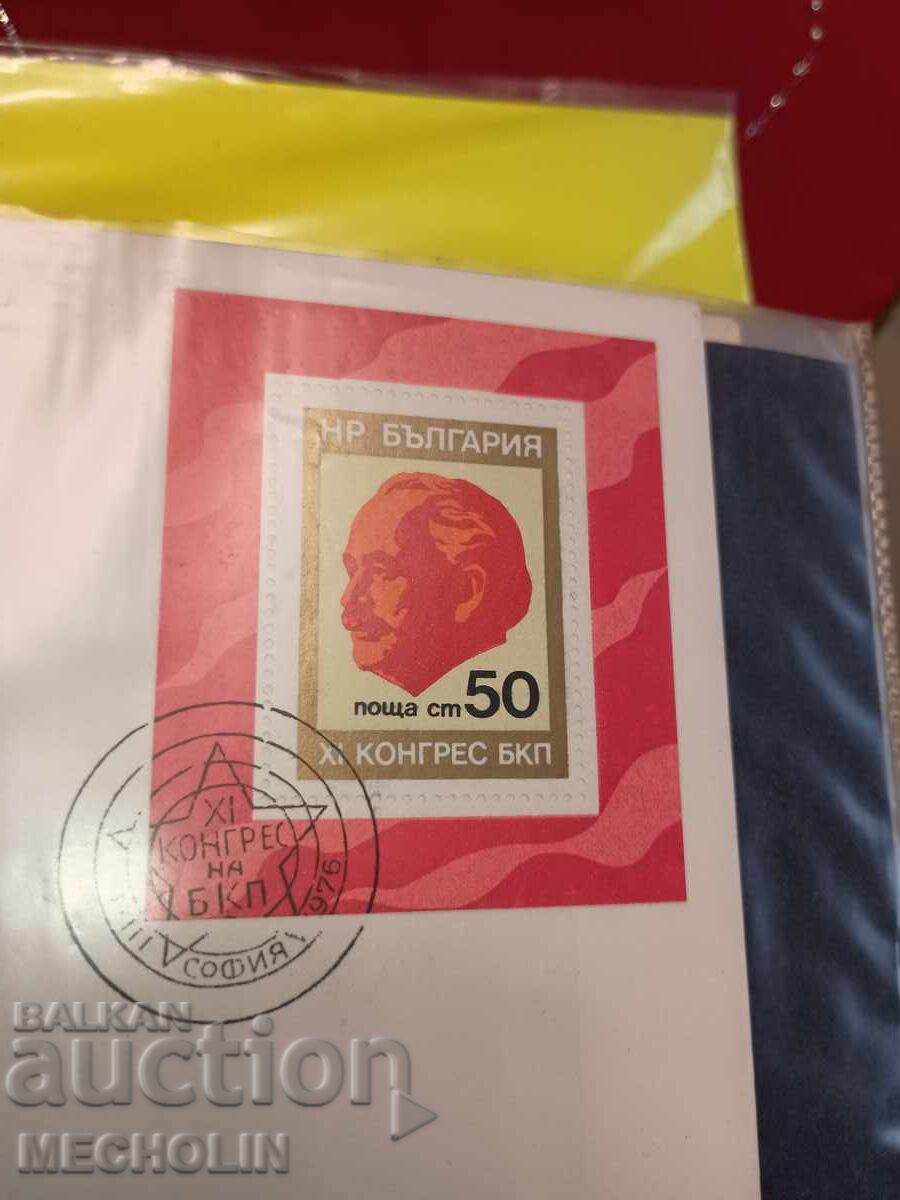 НР БЪЛГАРИЯ
поща ст 50
XI КОНГРЕС БКП
XI
КОНГРЕС
НА
БКП
СОФИЯ
1976
BALKAN
auction
MECHOLIN